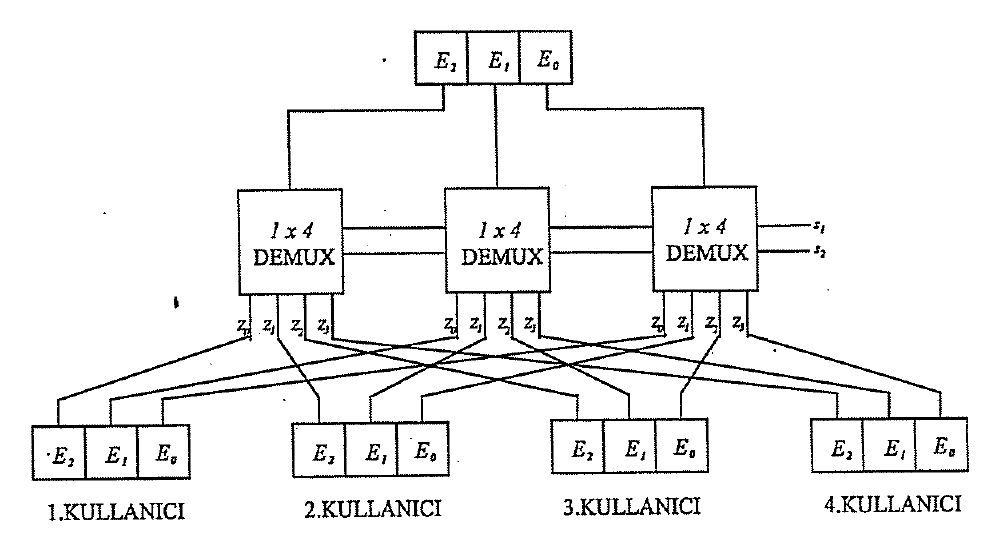 E₂ E₁ E₀
1 x 4 DEMUX
1 x 4 DEMUX
1 x 4 DEMUX
s₁
s₂
Z₀ Z₁ Z₂ Z₃
Z₀ Z₁ Z₂ Z₃
Z₀ Z₁ Z₂ Z₃
E₂ E₁ E₀
E₂ E₁ E₀
E₂ E₁ E₀
E₂ E₁ E₀
1.KULLANICI
2.KULLANICI
3.KULLANICI
4.KULLANICI